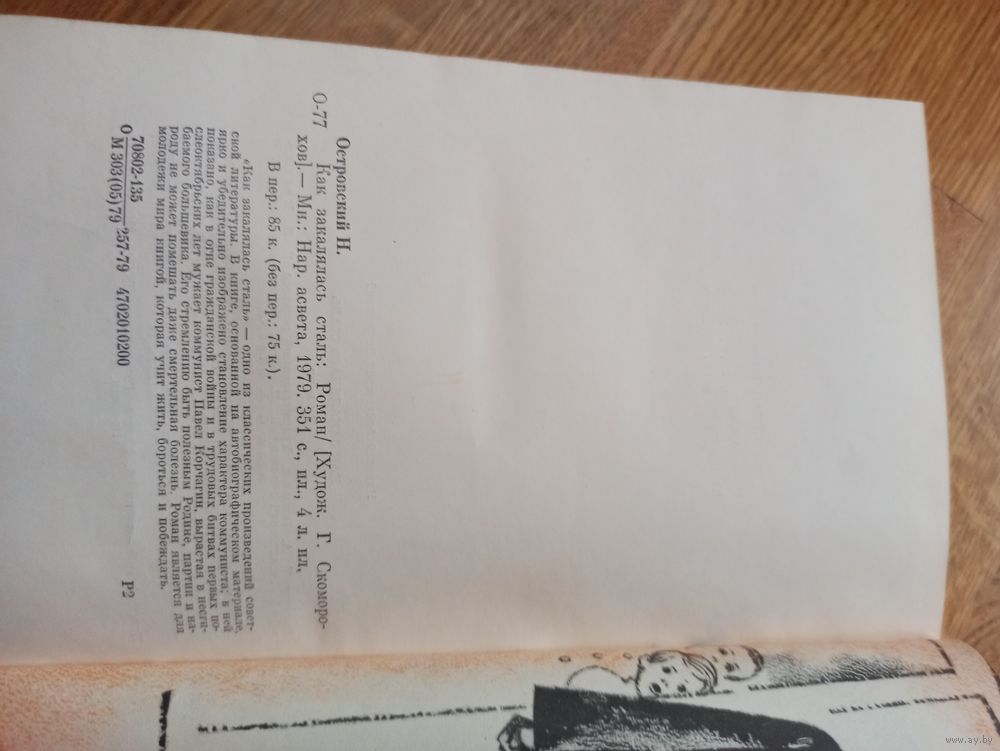 Островский Н.
О-77
Как закалялась сталь: Роман/ [Худож. Г. Скоморо-
хов].— Мн.: Нар. асвета, 1979. 351 с., ил., 4 л. ил.
В пер.: 85 к. (без пер.: 75 к.).
«Как закалялась сталь» — одно из классических произведений совет-
ской литературы. В книге, основанной на автобиографическом материале,
ярко и убедительно изображено становление характера коммуниста; в ней
показано, как в огне гражданской войны и в трудовых битвах первых по-
слеоктябрьских лет мужает коммунист Павел Корчагин, вырастая в несги-
баемого большевика. Его стремлению быть полезным Родине, партии и на-
роду не может помешать даже смертельная болезнь. Роман является для
молодежи мира книгой, которая учит жить, бороться и побеждать.
О 70802-135
М 303(05)79 257-79 4702010200
Р2
www.ay.by